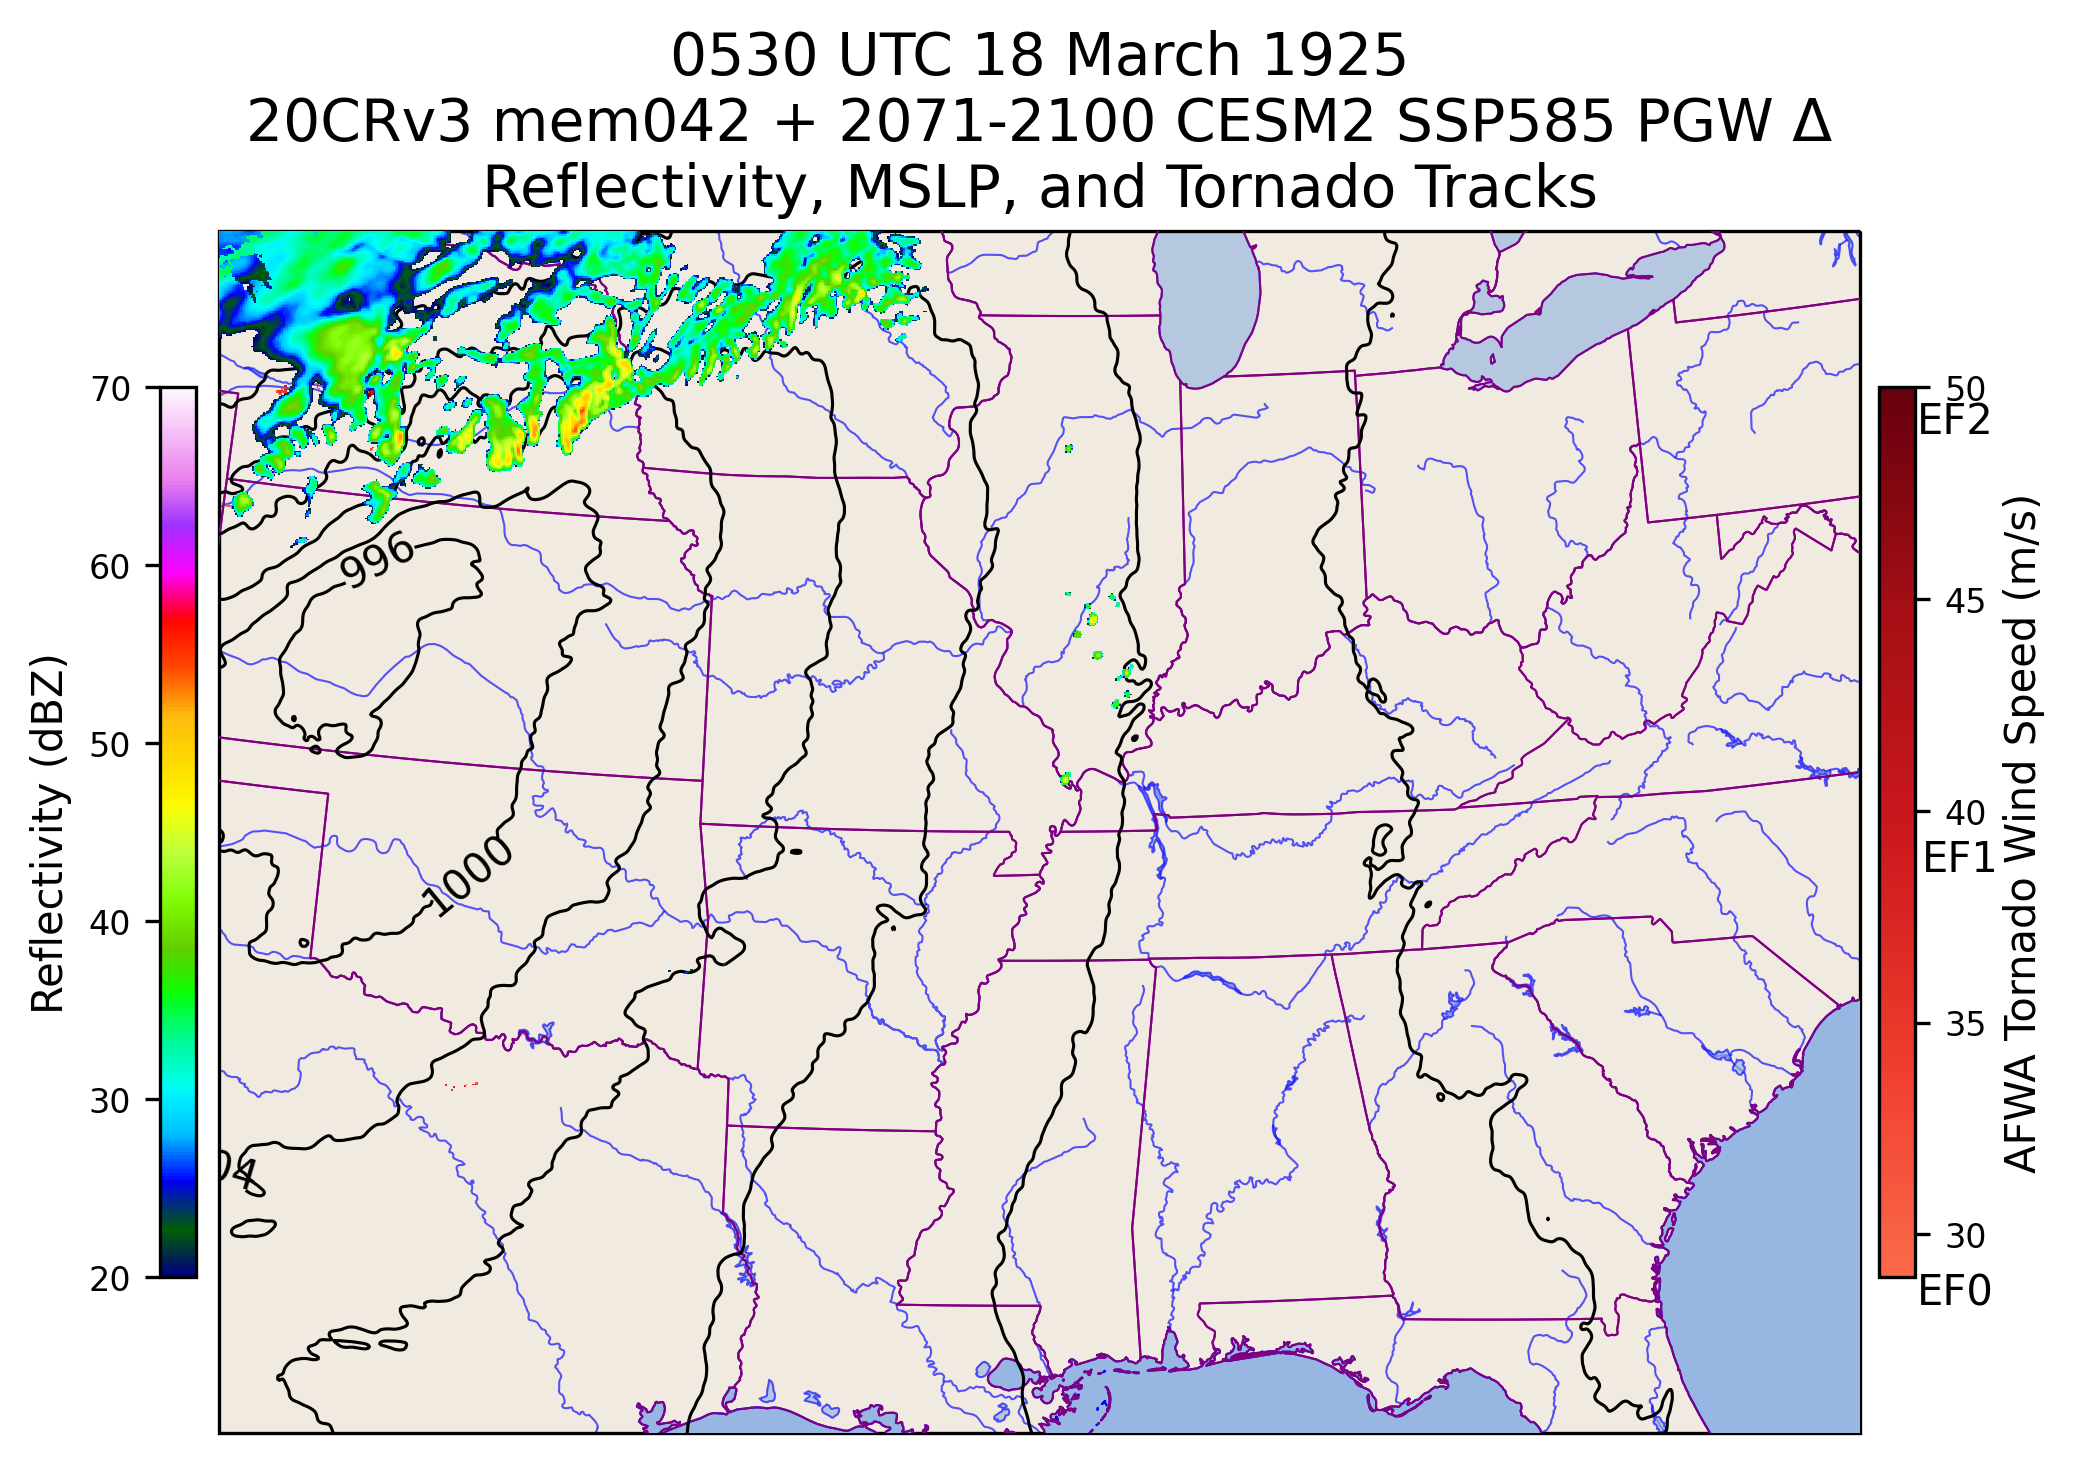 0530 UTC 18 March 1925
20CRv3 mem042 + 2071-2100 CESM2 SSP585 PGW Δ
Reflectivity, MSLP, and Tornado Tracks
70
60
50
40
30
20
Reflectivity (dBZ)
996
1000
04
50
EF2
45
40
EF1
35
30
EF0
AFWA Tornado Wind Speed (m/s)